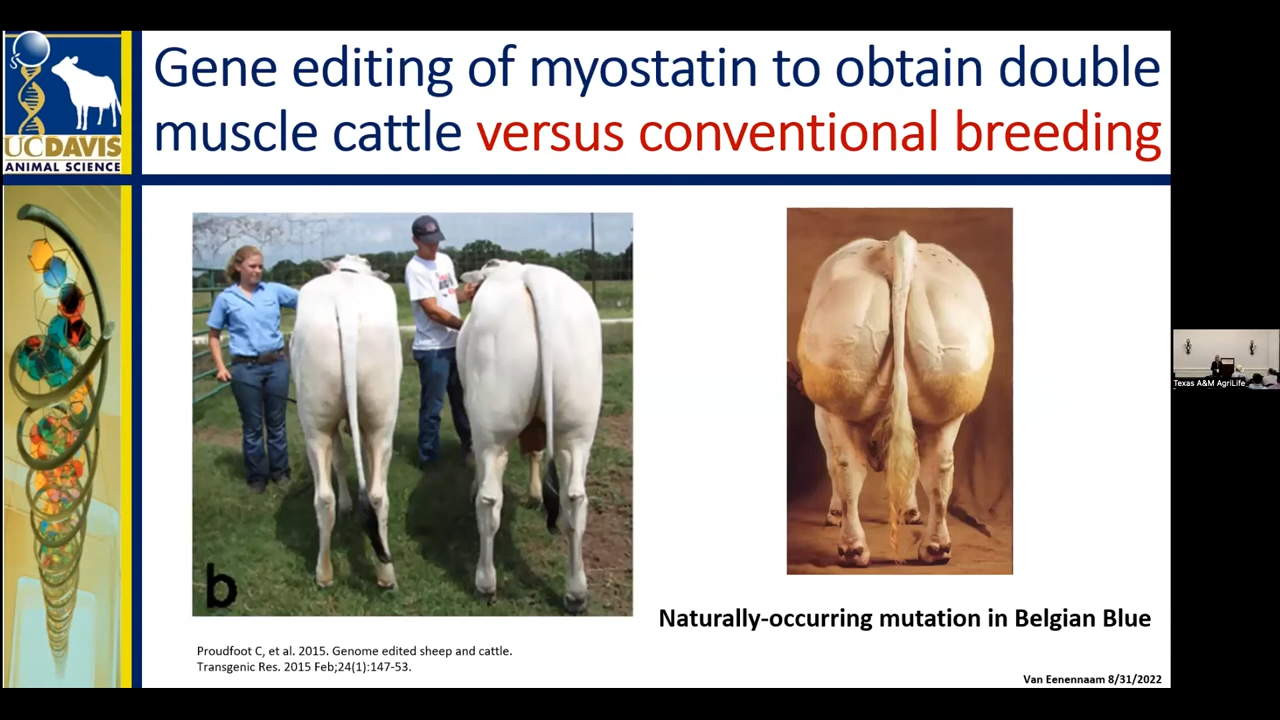 Gene editing of myostatin to obtain double
muscle cattle versus conventional breeding
UCDAVIS
ANIMAL SCIENCE
b
Naturally-occurring mutation in Belgian Blue
Proudfoot C, et al. 2015. Genome edited sheep and cattle.
Transgenic Res. 2015 Feb;24(1):147-53.
Van Eenennaam 8/31/2022
Texas A&M AgriLife